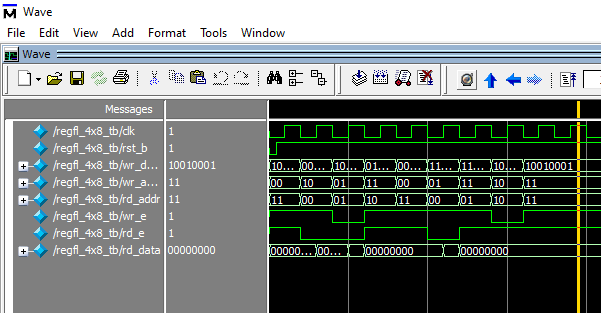 Wave
File Edit View Add Format Tools Window
Wave
Messages
/regfl_4x8_tb/clk 1
/regfl_4x8_tb/rst_b 1
/regfl_4x8_tb/wr_d... 10010001 10... 00... 10... 01... 00... 11... 11... 10... 10010001
/regfl_4x8_tb/wr_a... 11 00 10 01 11 00 01 11 10 11
/regfl_4x8_tb/rd_addr 11 11 00 01 10 11 00 01 10 11
/regfl_4x8_tb/wr_e 1
/regfl_4x8_tb/rd_e 1
/regfl_4x8_tb/rd_data 00000000 00000... 00... 00000000 00000000